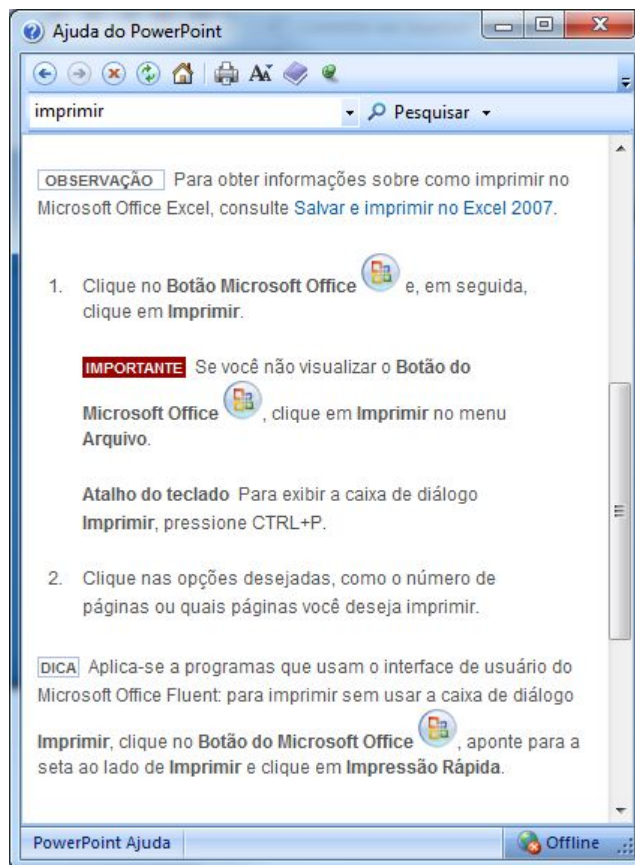 Ajuda do PowerPoint
imprimir
Pesquisar
OBSERVAÇÃO Para obter informações sobre como imprimir no
Microsoft Office Excel, consulte Salvar e imprimir no Excel 2007.
1. Clique no Botão Microsoft Office e, em seguida,
clique em Imprimir.
IMPORTANTE Se você não visualizar o Botão do
Microsoft Office , clique em Imprimir no menu
Arquivo.
Atalho do teclado Para exibir a caixa de diálogo
Imprimir, pressione CTRL+P.
2. Clique nas opções desejadas, como o número de
páginas ou quais páginas você deseja imprimir.
DICA Aplica-se a programas que usam o interface de usuário do
Microsoft Office Fluent: para imprimir sem usar a caixa de diálogo
Imprimir, clique no Botão do Microsoft Office , aponte para a
seta ao lado de Imprimir e clique em Impressão Rápida.
PowerPoint Ajuda
Offline